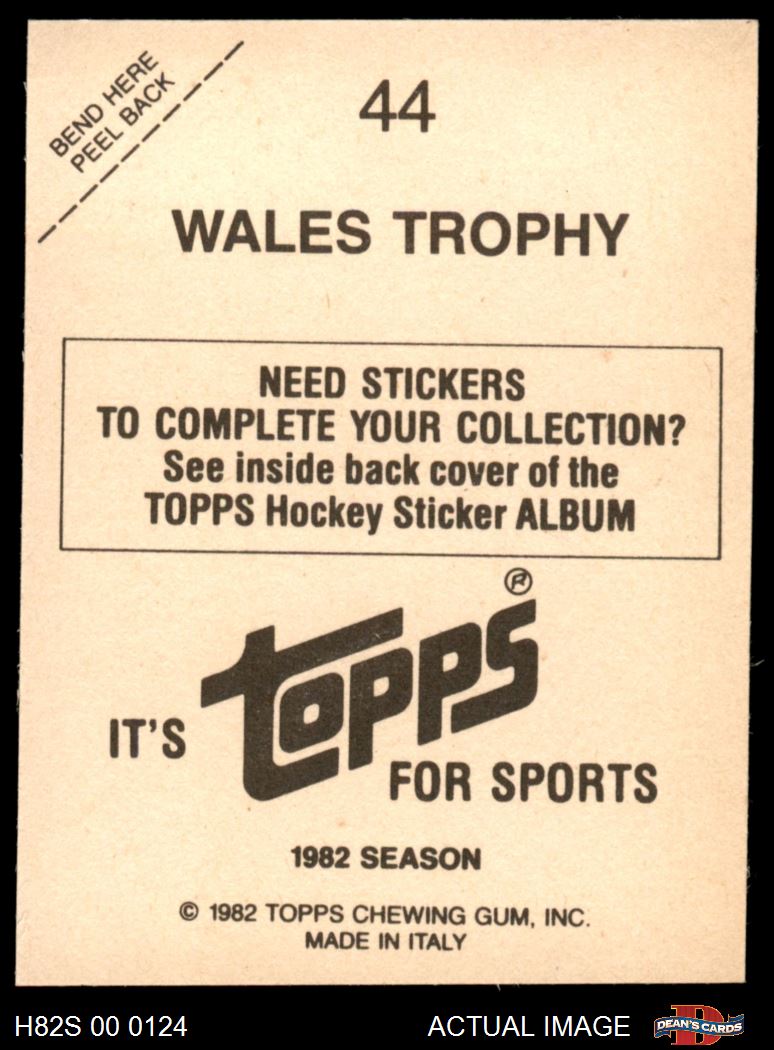 BEND HERE
PEEL BACK
44
WALES TROPHY
NEED STICKERS
TO COMPLETE YOUR COLLECTION?
See inside back cover of the
TOPPS Hockey Sticker ALBUM
®
IT'S topps FOR SPORTS
1982 SEASON
© 1982 TOPPS CHEWING GUM, INC.
MADE IN ITALY
H82S 00 0124
ACTUAL IMAGE
D
DEAN'S CARDS